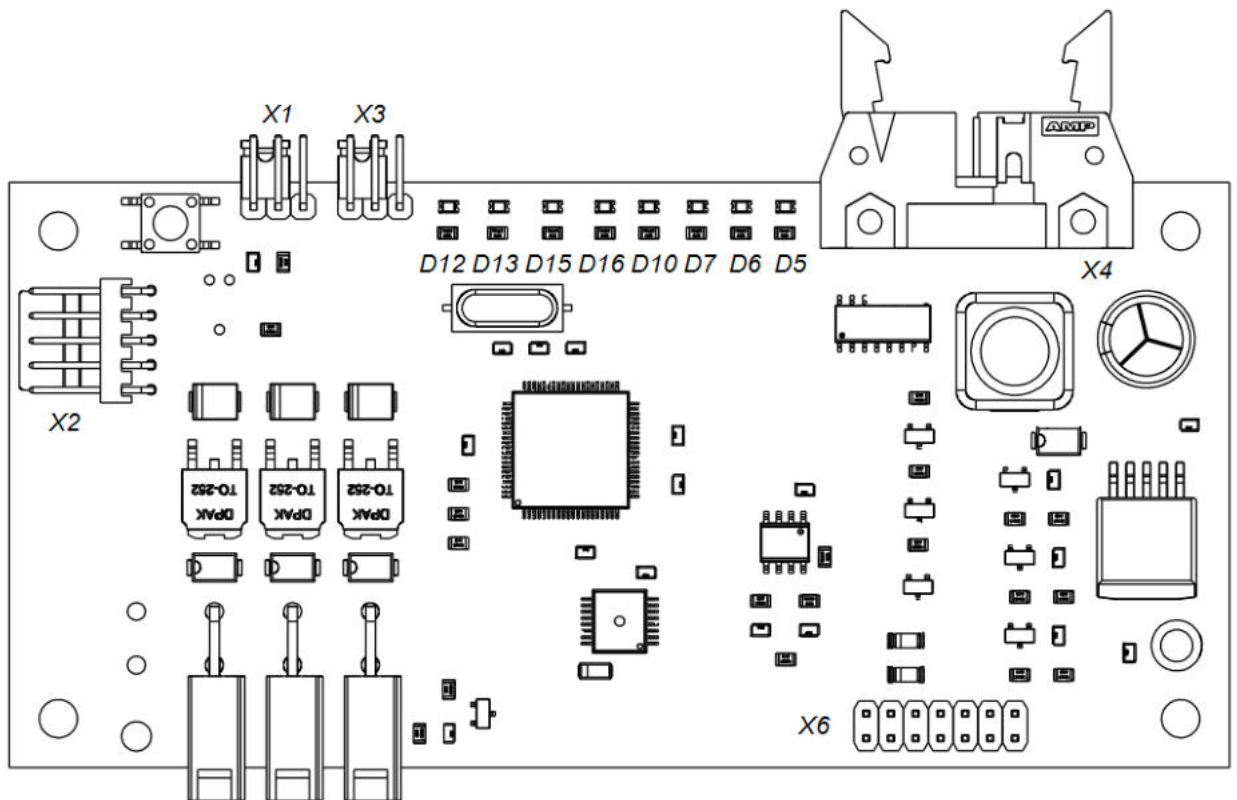 X1 X3
AMP
D12 D13 D15 D16 D10 D7 D6 D5
X4
X2
TO-252 TO-252 TO-252
DPAK DPAK DPAK
X6